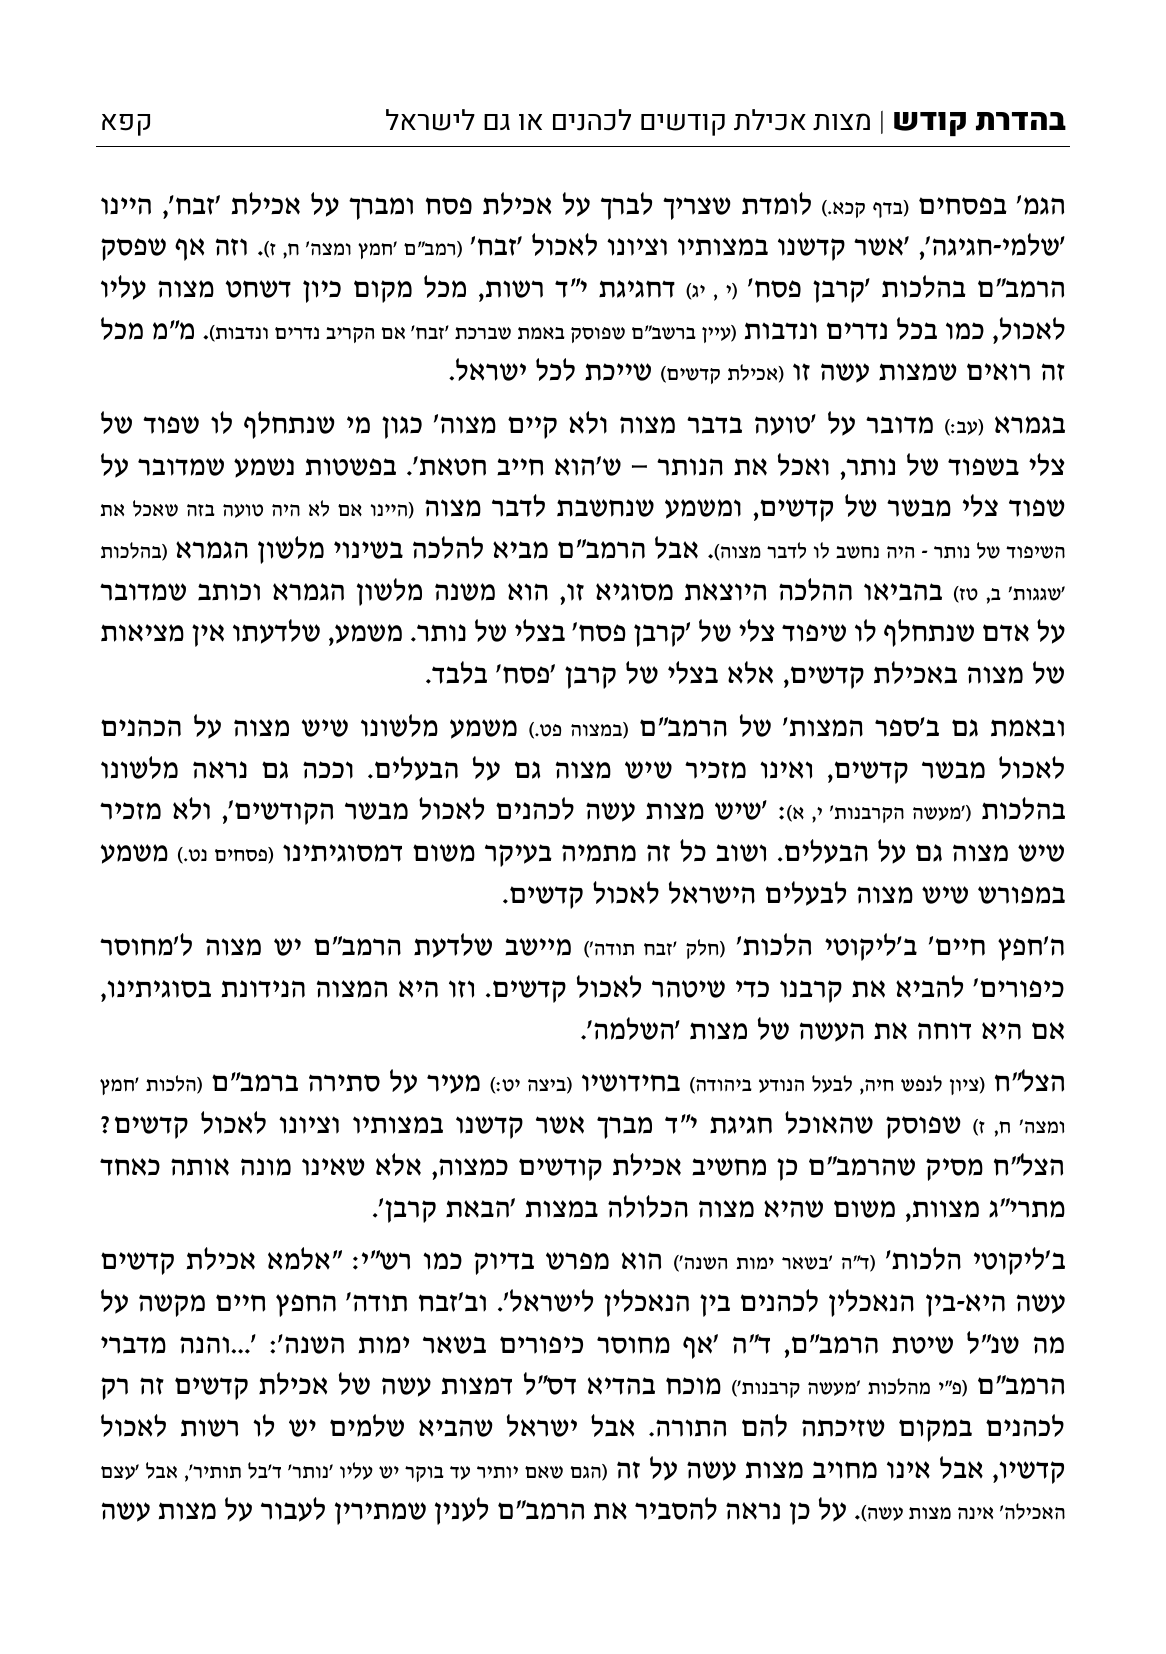 בהדרת קודש | מצות אכילת קודשים לכהנים או גם לישראל קפא
הגמ' בפסחים (בדף קכא.) לומדת שצריך לברך על אכילת פסח ומברך על אכילת 'זבח', היינו
'שלמי-חגיגה', 'אשר קדשנו במצותיו וציונו לאכול 'זבח' (רמב"ם 'חמץ ומצה' ח, ז). וזה אף שפסק
הרמב"ם בהלכות 'קרבן פסח' (י , יג) דחגיגת י"ד רשות, מכל מקום כיון דשחט מצוה עליו
לאכול, כמו בכל נדרים ונדבות (עיין ברשב"ם שפוסק באמת שברכת 'זבח' אם הקריב נדרים ונדבות). מ"מ מכל
זה רואים שמצות עשה זו (אכילת קדשים) שייכת לכל ישראל.
בגמרא (עב:) מדובר על 'טועה בדבר מצוה ולא קיים מצוה' כגון מי שנתחלף לו שפוד של
צלי בשפוד של נותר, ואכל את הנותר – ש'הוא חייב חטאת'. בפשטות נשמע שמדובר על
שפוד צלי מבשר של קדשים, ומשמע שנחשבת לדבר מצוה (היינו אם לא היה טועה בזה שאכל את
השיפוד של נותר - היה נחשב לו לדבר מצוה). אבל הרמב"ם מביא להלכה בשינוי מלשון הגמרא (בהלכות
'שגגות' ב, טז) בהביאו ההלכה היוצאת מסוגיא זו, הוא משנה מלשון הגמרא וכותב שמדובר
על אדם שנתחלף לו שיפוד צלי של 'קרבן פסח' בצלי של נותר. משמע, שלדעתו אין מציאות
של מצוה באכילת קדשים, אלא בצלי של קרבן 'פסח' בלבד.
ובאמת גם ב'ספר המצות' של הרמב"ם (במצוה פט.) משמע מלשונו שיש מצוה על הכהנים
לאכול מבשר קדשים, ואינו מזכיר שיש מצוה גם על הבעלים. וככה גם נראה מלשונו
בהלכות ('מעשה הקרבנות' י, א): 'שיש מצות עשה לכהנים לאכול מבשר הקודשים', ולא מזכיר
שיש מצוה גם על הבעלים. ושוב כל זה מתמיה בעיקר משום דמסוגיתינו (פסחים נט.) משמע
במפורש שיש מצוה לבעלים הישראל לאכול קדשים.
ה'חפץ חיים' ב'ליקוטי הלכות' (חלק 'זבח תודה') מיישב שלדעת הרמב"ם יש מצוה ל'מחוסר
כיפורים' להביא את קרבנו כדי שיטהר לאכול קדשים. וזו היא המצוה הנידונת בסוגיתינו,
אם היא דוחה את העשה של מצות 'השלמה'.
הצל"ח (ציון לנפש חיה, לבעל הנודע ביהודה) בחידושיו (ביצה יט:) מעיר על סתירה ברמב"ם (הלכות 'חמץ
ומצה' ח, ז) שפוסק שהאוכל חגיגת י"ד מברך אשר קדשנו במצותיו וציונו לאכול קדשים?
הצל"ח מסיק שהרמב"ם כן מחשיב אכילת קודשים כמצוה, אלא שאינו מונה אותה כאחד
מתרי"ג מצוות, משום שהיא מצוה הכלולה במצות 'הבאת קרבן'.
ב'ליקוטי הלכות' (ד"ה 'בשאר ימות השנה') הוא מפרש בדיוק כמו רש"י: "אלמא אכילת קדשים
עשה היא-בין הנאכלין לכהנים בין הנאכלין לישראל'. וב'זבח תודה' החפץ חיים מקשה על
מה שנ"ל שיטת הרמב"ם, ד"ה 'אף מחוסר כיפורים בשאר ימות השנה': '...והנה מדברי
הרמב"ם (פ"י מהלכות 'מעשה קרבנות') מוכח בהדיא דס"ל דמצות עשה של אכילת קדשים זה רק
לכהנים במקום שזיכתה להם התורה. אבל ישראל שהביא שלמים יש לו רשות לאכול
קדשיו, אבל אינו מחויב מצות עשה על זה (הגם שאם יותיר עד בוקר יש עליו 'נותר' ד'בל תותיר', אבל 'עצם
האכילה' אינה מצות עשה). על כן נראה להסביר את הרמב"ם לענין שמתירין לעבור על מצות עשה